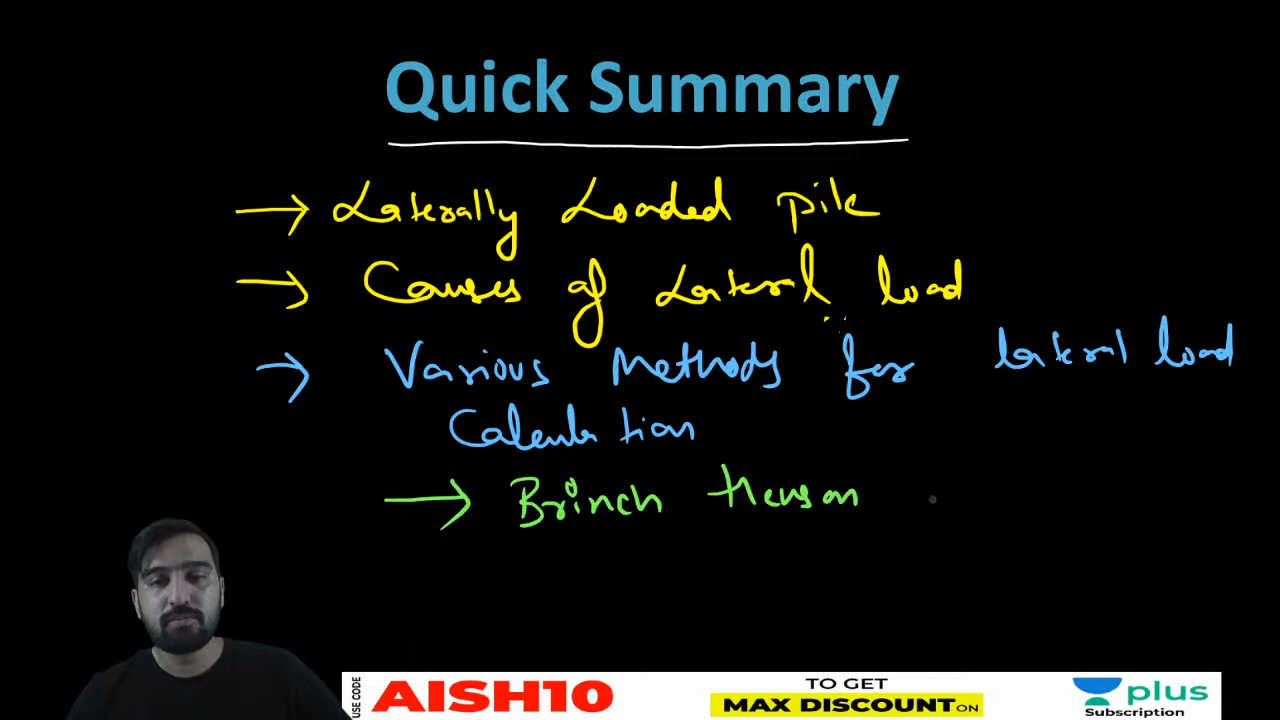 Quick Summary
→ Laterally Loaded pile
→ Causes of Lateral load
→ Various Methods for lateral load
Calculation
→ Brinch Hensen
USE CODE
AISH10
TO GET
MAX DISCOUNT ON
plus
Subscription